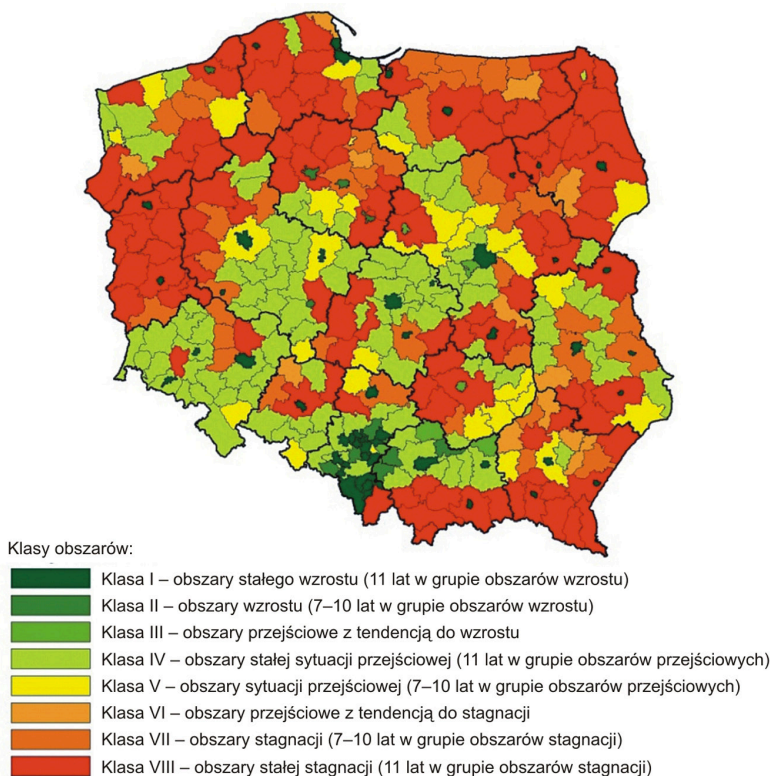 Klasy obszarów:
Klasa I – obszary stałego wzrostu (11 lat w grupie obszarów wzrostu)
Klasa II – obszary wzrostu (7–10 lat w grupie obszarów wzrostu)
Klasa III – obszary przejściowe z tendencją do wzrostu
Klasa IV – obszary stałej sytuacji przejściowej (11 lat w grupie obszarów przejściowych)
Klasa V – obszary sytuacji przejściowej (7–10 lat w grupie obszarów przejściowych)
Klasa VI – obszary przejściowe z tendencją do stagnacji
Klasa VII – obszary stagnacji (7–10 lat w grupie obszarów stagnacji)
Klasa VIII – obszary stałej stagnacji (11 lat w grupie obszarów stagnacji)